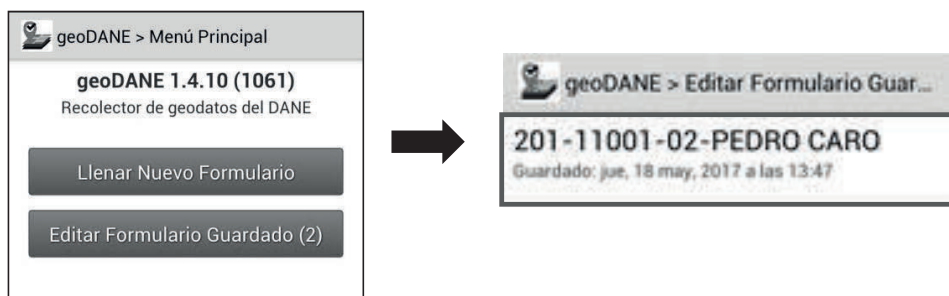 geoDANE > Menú Principal
geoDANE 1.4.10 (1061)
Recolector de geodatos del DANE
Llenar Nuevo Formulario
Editar Formulario Guardado (2)
geoDANE > Editar Formulario Guar...
201-11001-02-PEDRO CARO
Guardado: jue, 18 may, 2017 a las 13:47